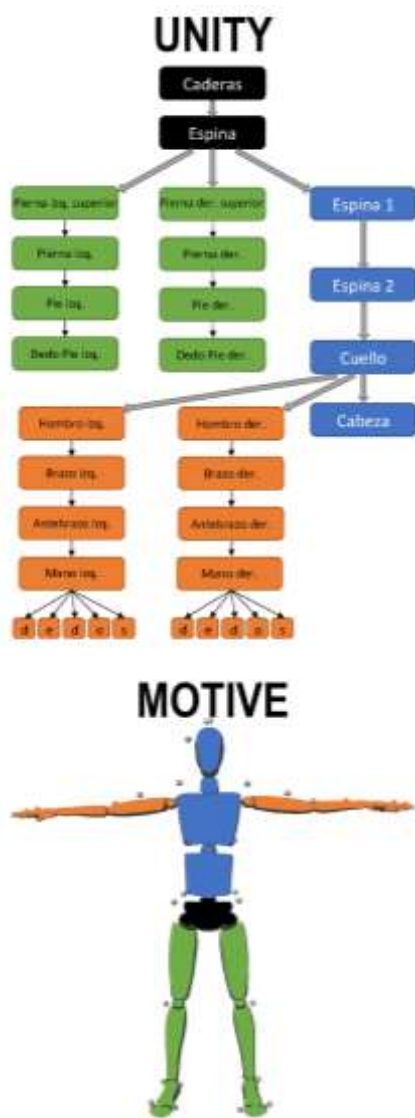 UNITY
Caderas
Espina
Pierna izq. superior Pierna der. superior Espina 1
Pierna izq. Pierna der.
Espina 2
Pie izq. Pie der.
Dedo Pie izq. Dedo Pie der. Cuello
Hombro izq. Hombro der. Cabeza
Brazo izq. Brazo der.
Antebrazo izq. Antebrazo der.
Mano izq. Mano der.
d e d o s d e d o s
MOTIVE